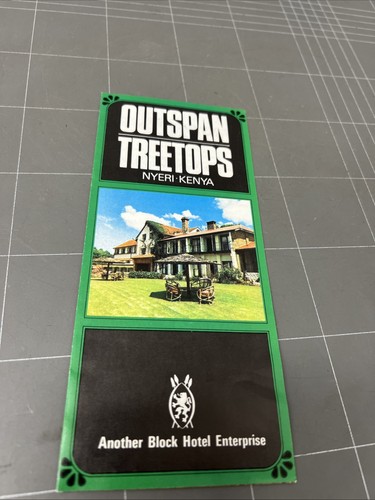 OUTSPAN
TREETOPS
NYERI·KENYA
Another Block Hotel Enterprise